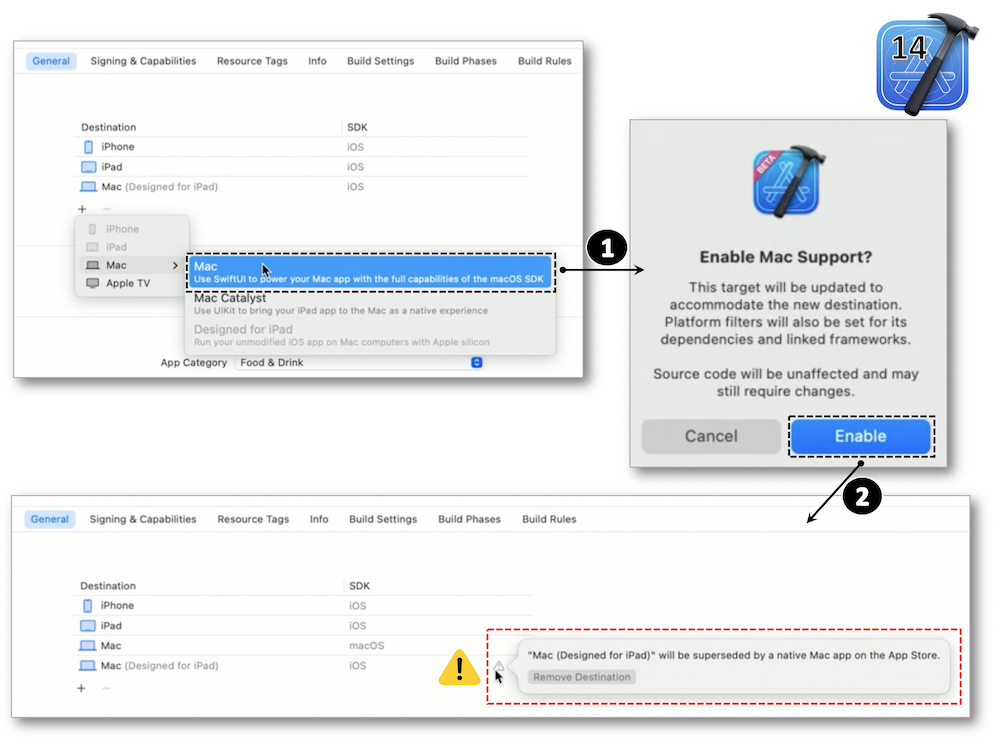 14
General Signing & Capabilities Resource Tags Info Build Settings Build Phases Build Rules
Destination SDK
iPhone iOS
iPad iOS
Mac (Designed for iPad) iOS
+ −
iPhone
iPad
Mac >
Apple TV
Mac
Use SwiftUI to power your Mac app with the full capabilities of the macOS SDK
Mac Catalyst
Use UIKit to bring your iPad app to the Mac as a native experience
Designed for iPad
Run your unmodified iOS app on Mac computers with Apple silicon
App Category Food & Drink
1
BETA
Enable Mac Support?
This target will be updated to
accommodate the new destination.
Platform filters will also be set for its
dependencies and linked frameworks.
Source code will be unaffected and may
still require changes.
Cancel Enable
2
General Signing & Capabilities Resource Tags Info Build Settings Build Phases Build Rules
Destination SDK
iPhone iOS
iPad iOS
Mac macOS
Mac (Designed for iPad) iOS
+ −
"Mac (Designed for iPad)" will be superseded by a native Mac app on the App Store.
Remove Destination